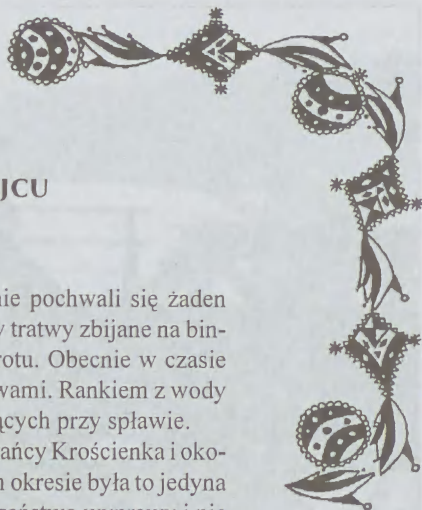 JCU
nie pochwali się żaden
y tratwy zbijane na bin-
rotu. Obecnie w czasie
wami. Rankiem z wody
ących przy spławie.
ańcy Krościenka i oko-
n okresie była to jedyna